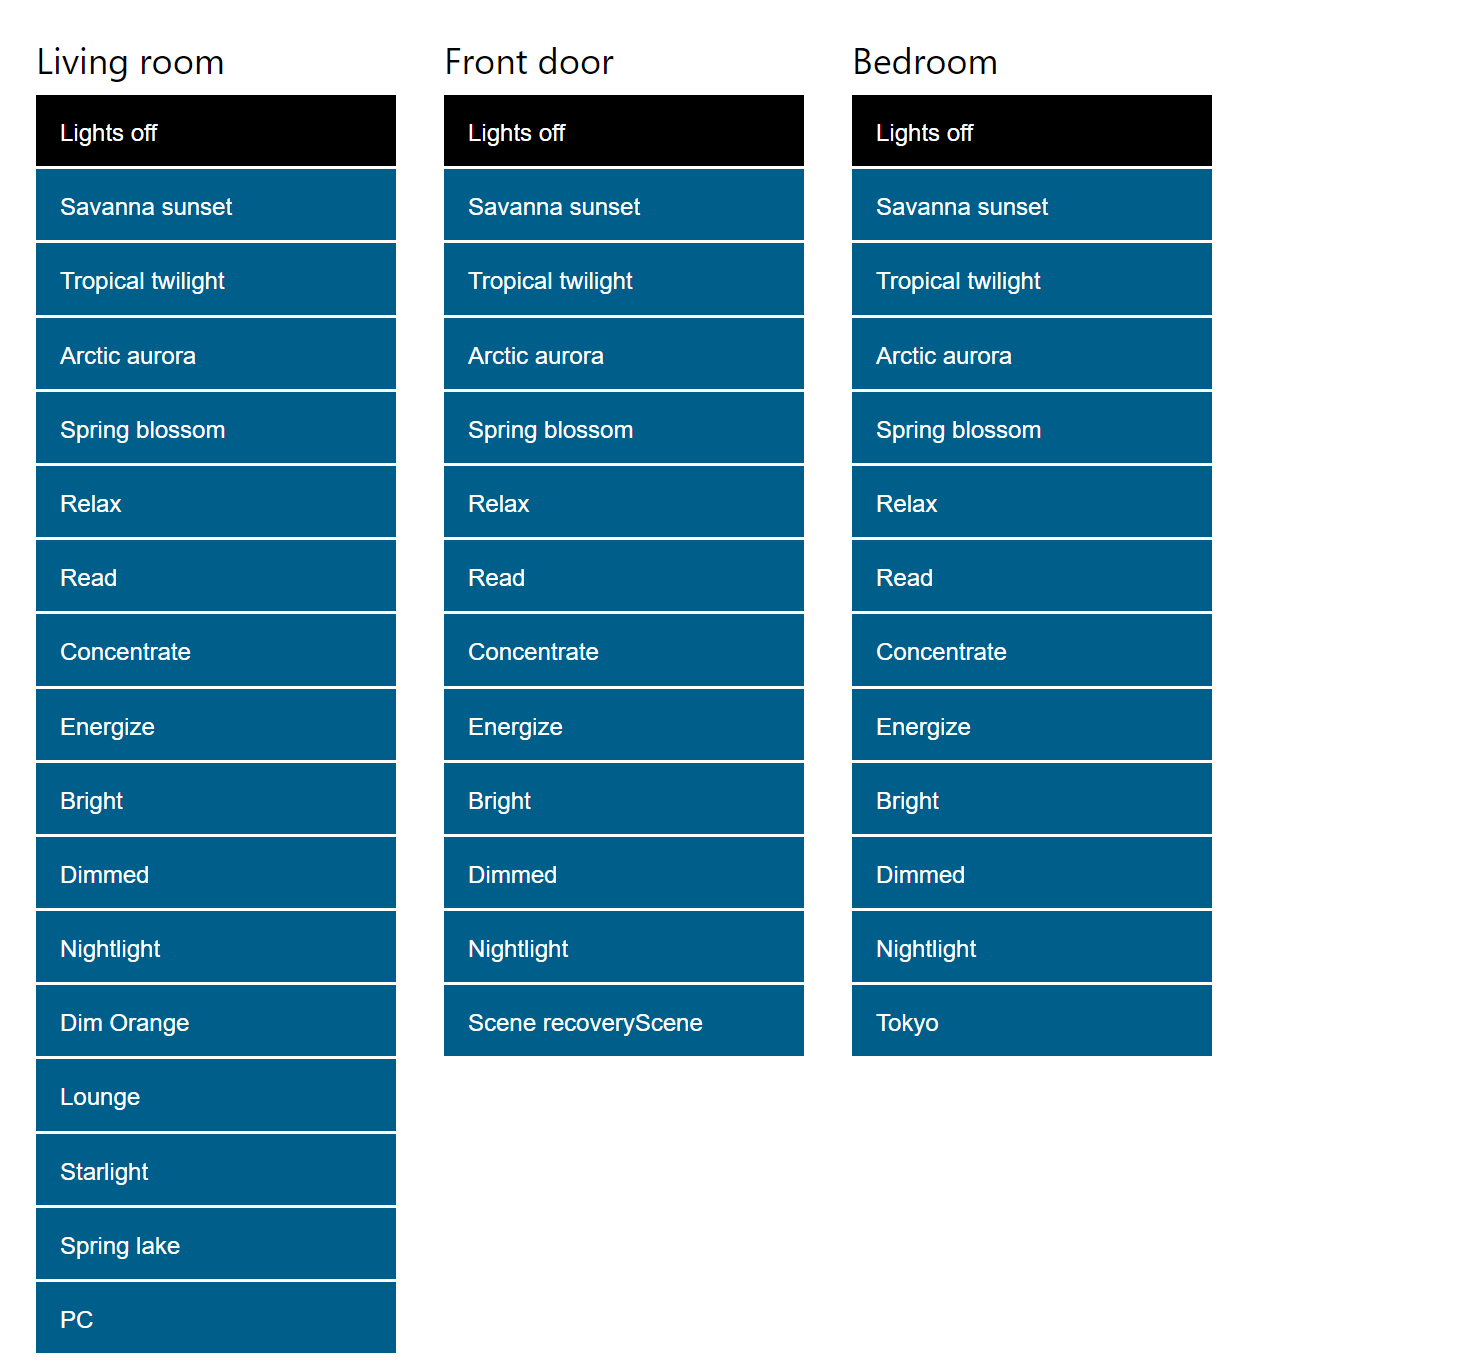 Living room
Lights off
Savanna sunset
Tropical twilight
Arctic aurora
Spring blossom
Relax
Read
Concentrate
Energize
Bright
Dimmed
Nightlight
Dim Orange
Lounge
Starlight
Spring lake
PC
Front door
Lights off
Savanna sunset
Tropical twilight
Arctic aurora
Spring blossom
Relax
Read
Concentrate
Energize
Bright
Dimmed
Nightlight
Scene recoveryScene
Bedroom
Lights off
Savanna sunset
Tropical twilight
Arctic aurora
Spring blossom
Relax
Read
Concentrate
Energize
Bright
Dimmed
Nightlight
Tokyo